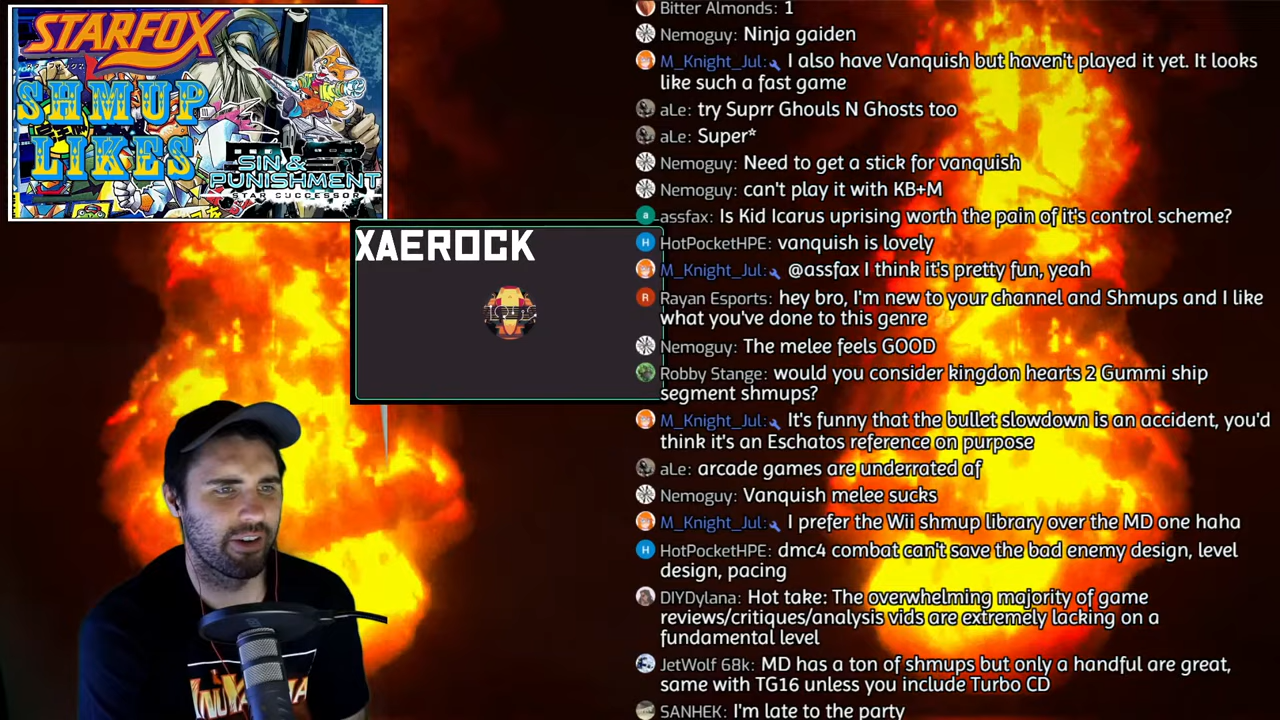 STARFOX
SHMUP
LIKES
SIN &
PUNISHMENT
STAR SUCCESSOR
XAEROCK
Bitter Almonds: 1
Nemoguy: Ninja gaiden
M_Knight_Jul: I also have Vanquish but haven't played it yet. It looks
like such a fast game
aLe: try Suprr Ghouls N Ghosts too
aLe: Super*
Nemoguy: Need to get a stick for vanquish
Nemoguy: can't play it with KB+M
a assfax: Is Kid Icarus uprising worth the pain of it's control scheme?
H HotPocketHPE: vanquish is lovely
M_Knight_Jul: @assfax I think it's pretty fun, yeah
R Rayan Esports: hey bro, I'm new to your channel and Shmups and I like
what you've done to this genre
Nemoguy: The melee feels GOOD
Robby Stange: would you consider kingdon hearts 2 Gummi ship
segment shmups?
M_Knight_Jul: It's funny that the bullet slowdown is an accident, you'd
think it's an Eschatos reference on purpose
aLe: arcade games are underrated af
Nemoguy: Vanquish melee sucks
M_Knight_Jul: I prefer the Wii shmup library over the MD one haha
H HotPocketHPE: dmc4 combat can't save the bad enemy design, level
design, pacing
DIYDylana: Hot take: The overwhelming majority of game
reviews/critiques/analysis vids are extremely lacking on a
fundamental level
JetWolf 68k: MD has a ton of shmups but only a handful are great,
same with TG16 unless you include Turbo CD
SANHEK: I'm late to the party